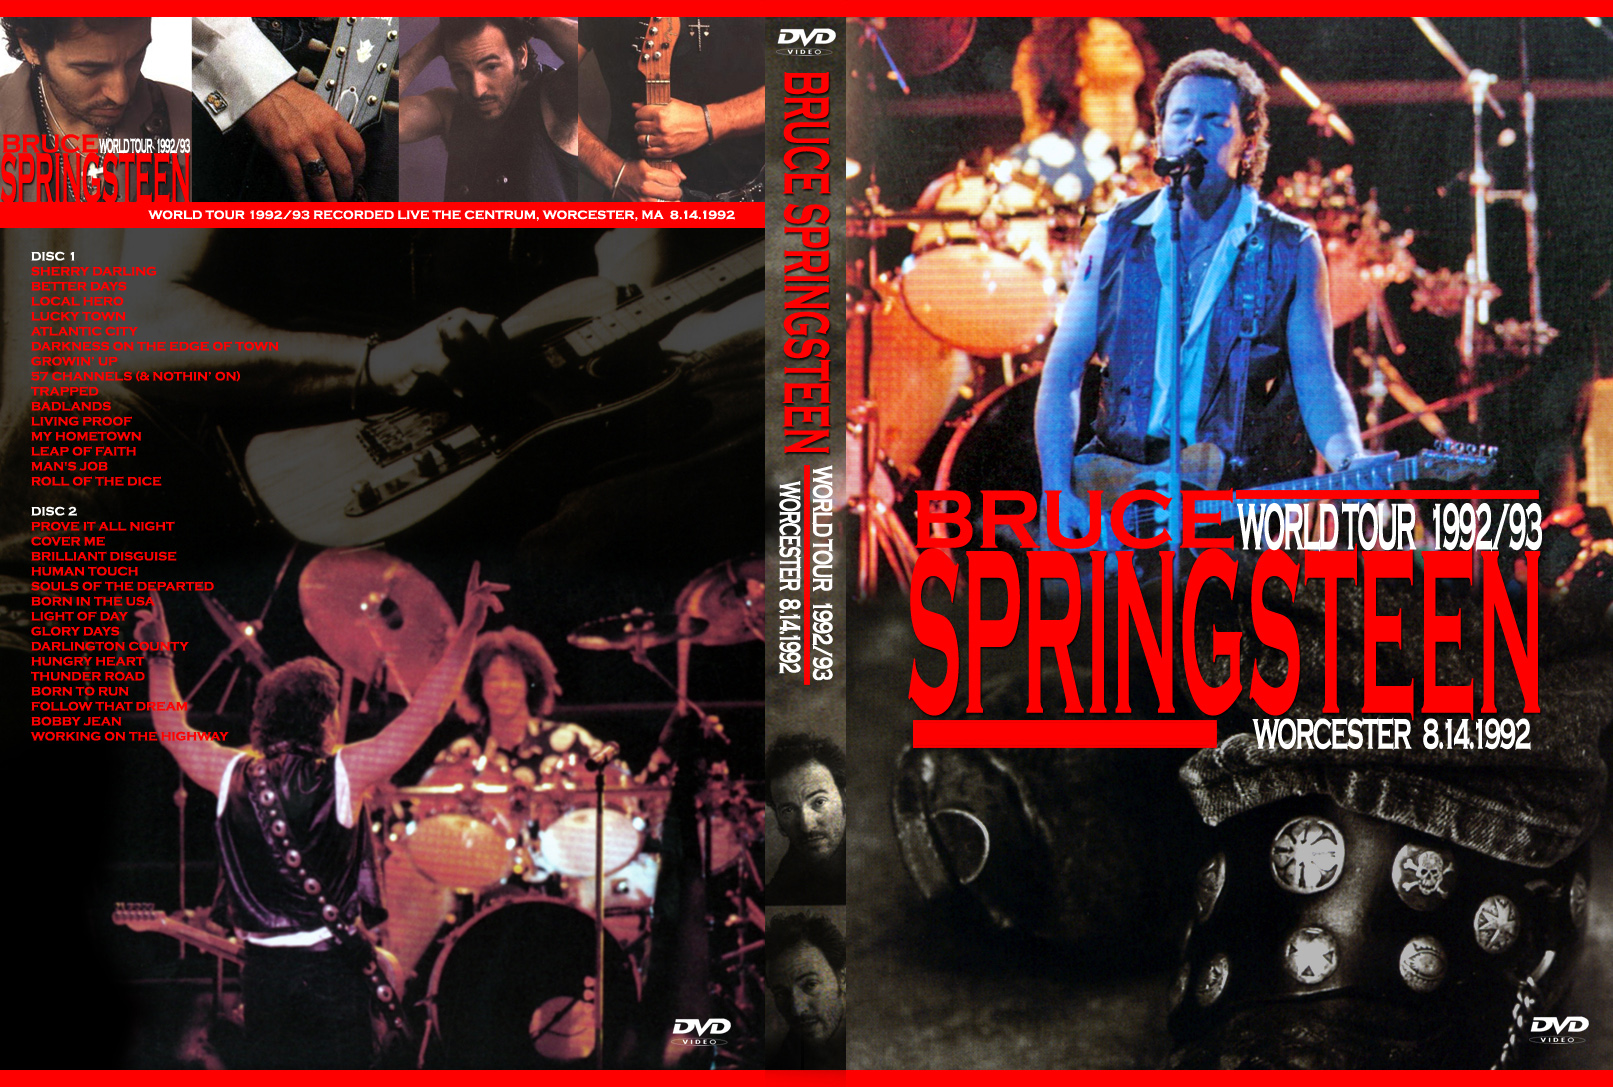 BRUCE WORLD TOUR 1992/93
SPRINGSTEEN
WORLD TOUR 1992/93 RECORDED LIVE THE CENTRUM, WORCESTER, MA 8.14.1992
DISC 1
SHERRY DARLING
BETTER DAYS
LOCAL HERO
LUCKY TOWN
ATLANTIC CITY
DARKNESS ON THE EDGE OF TOWN
GROWIN' UP
57 CHANNELS (& NOTHIN' ON)
TRAPPED
BADLANDS
LIVING PROOF
MY HOMETOWN
LEAP OF FAITH
MAN'S JOB
ROLL OF THE DICE
DISC 2
PROVE IT ALL NIGHT
COVER ME
BRILLIANT DISGUISE
HUMAN TOUCH
SOULS OF THE DEPARTED
BORN IN THE USA
LIGHT OF DAY
GLORY DAYS
DARLINGTON COUNTY
HUNGRY HEART
THUNDER ROAD
BORN TO RUN
FOLLOW THAT DREAM
BOBBY JEAN
WORKING ON THE HIGHWAY
DVD
VIDEO
DVD
VIDEO
BRUCE SPRINGSTEEN
WORLD TOUR 1992/93
WORCESTER 8.14.1992
BRUCE WORLD TOUR 1992/93
SPRINGSTEEN
WORCESTER 8.14.1992
DVD
VIDEO